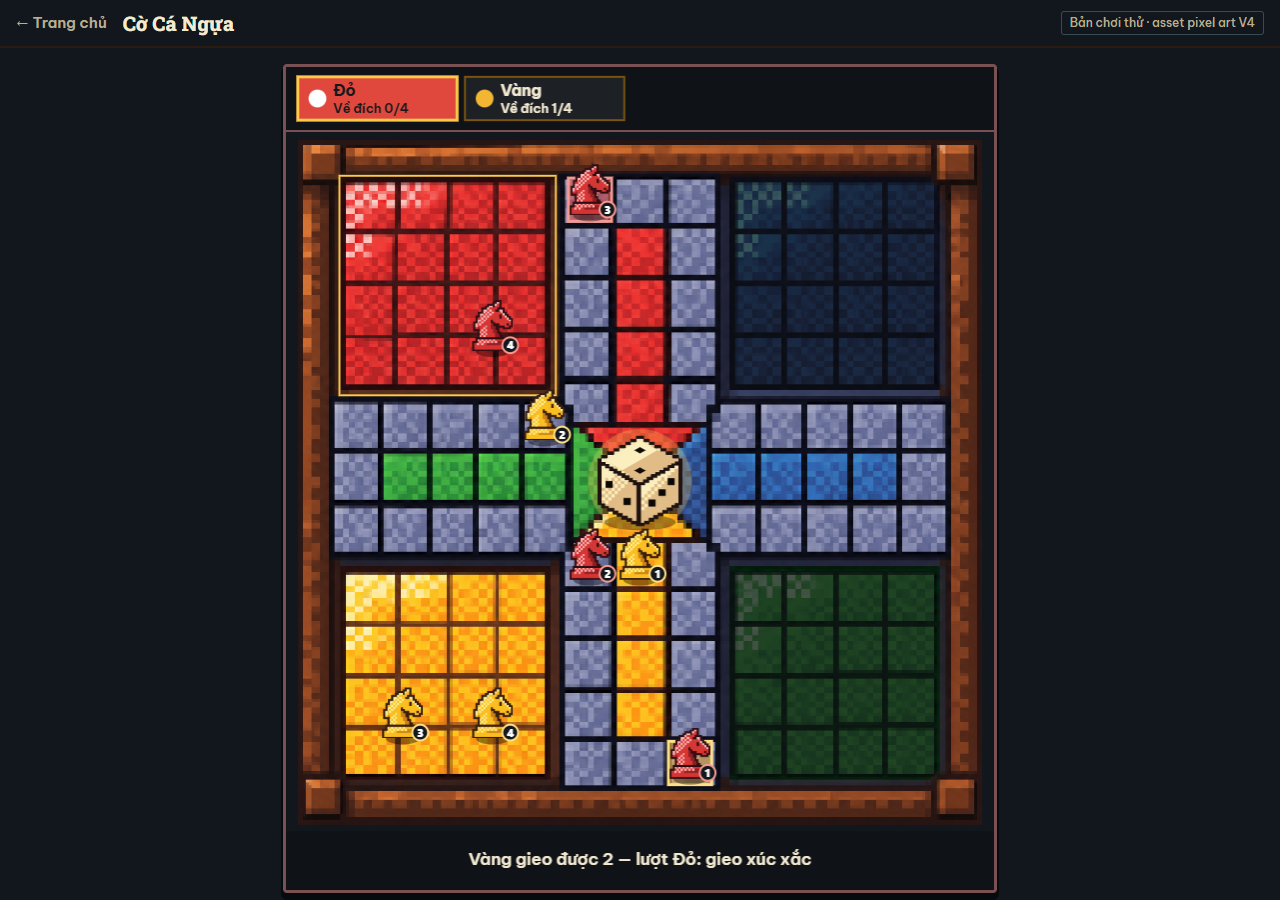 ← Trang chủ
Cờ Cá Ngựa
Bản chơi thử · asset pixel art V4
Đỏ
Về đích 0/4
Vàng
Về đích 1/4
3
4
2
2
1
3
4
1
Vàng gieo được 2 — lượt Đỏ: gieo xúc xắc